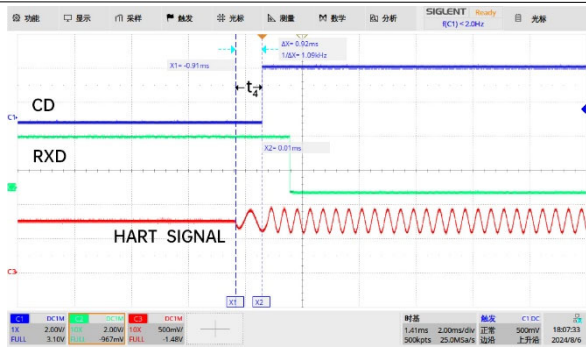 功能 显示 采样 触发 光标 测量 数学 分析 SIGLENT Ready 光标
f(C1) < 2.0Hz
ΔX= 0.92ms
1/ΔX= 1.09kHz
X1= -0.91ms
t4
CD
C1
X2= 0.01ms
RXD
HART SIGNAL
C3
X1 X2
C1 DC1M C2 DC1M C3 DC1M 时基 触发 C1 DC
1X 2.00V/ 10X 2.00V/ 10X 500mV/ 1.41ms 2.00ms/div 正常 500mV 18:07:33
FULL 3.10V FULL -967mV FULL -1.48V 500kpts 25.0MSa/s 边沿 上升沿 2024/8/6